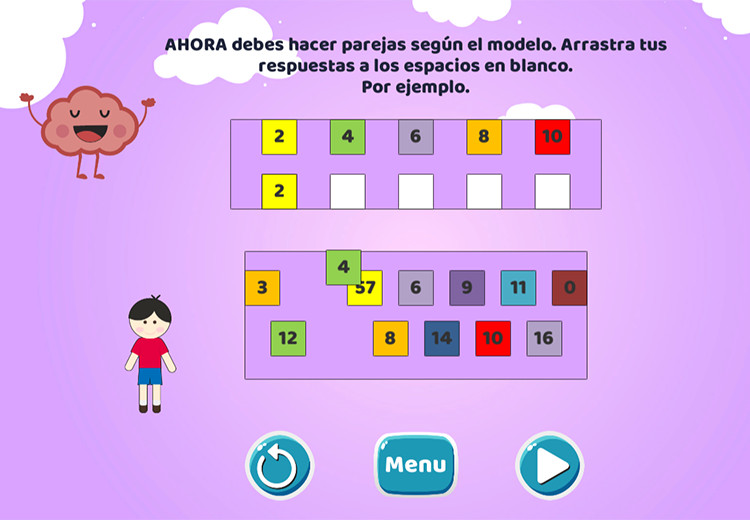 AHORA debes hacer parejas según el modelo. Arrastra tus
respuestas a los espacios en blanco.
Por ejemplo.
2 4 6 8 10
2
4
3 57 6 9 11 0
12 8 14 10 16
Menu